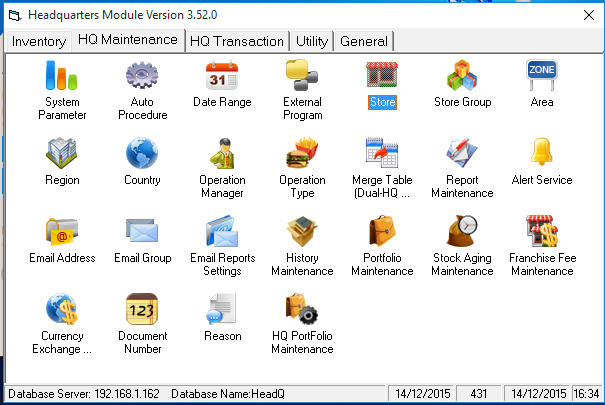 Headquarters Module Version 3.52.0
Inventory HQ Maintenance HQ Transaction Utility General
31 ZONE
System Parameter
Auto Procedure
Date Range
External Program
Store
Store Group
Area
Region
Country
Operation Manager
Operation Type
Merge Table (Dual-HQ ...
Report Maintenance
Alert Service
@
Email Address
Email Group
Email Reports Settings
History Maintenance
Portfolio Maintenance
Stock Aging Maintenance
Franchise Fee Maintenance
123
Currency Exchange ...
Document Number
Reason
HQ PortFolio Maintenance
Database Server: 192.168.1.162 Database Name:HeadQ 14/12/2015 431 14/12/2015 16:34